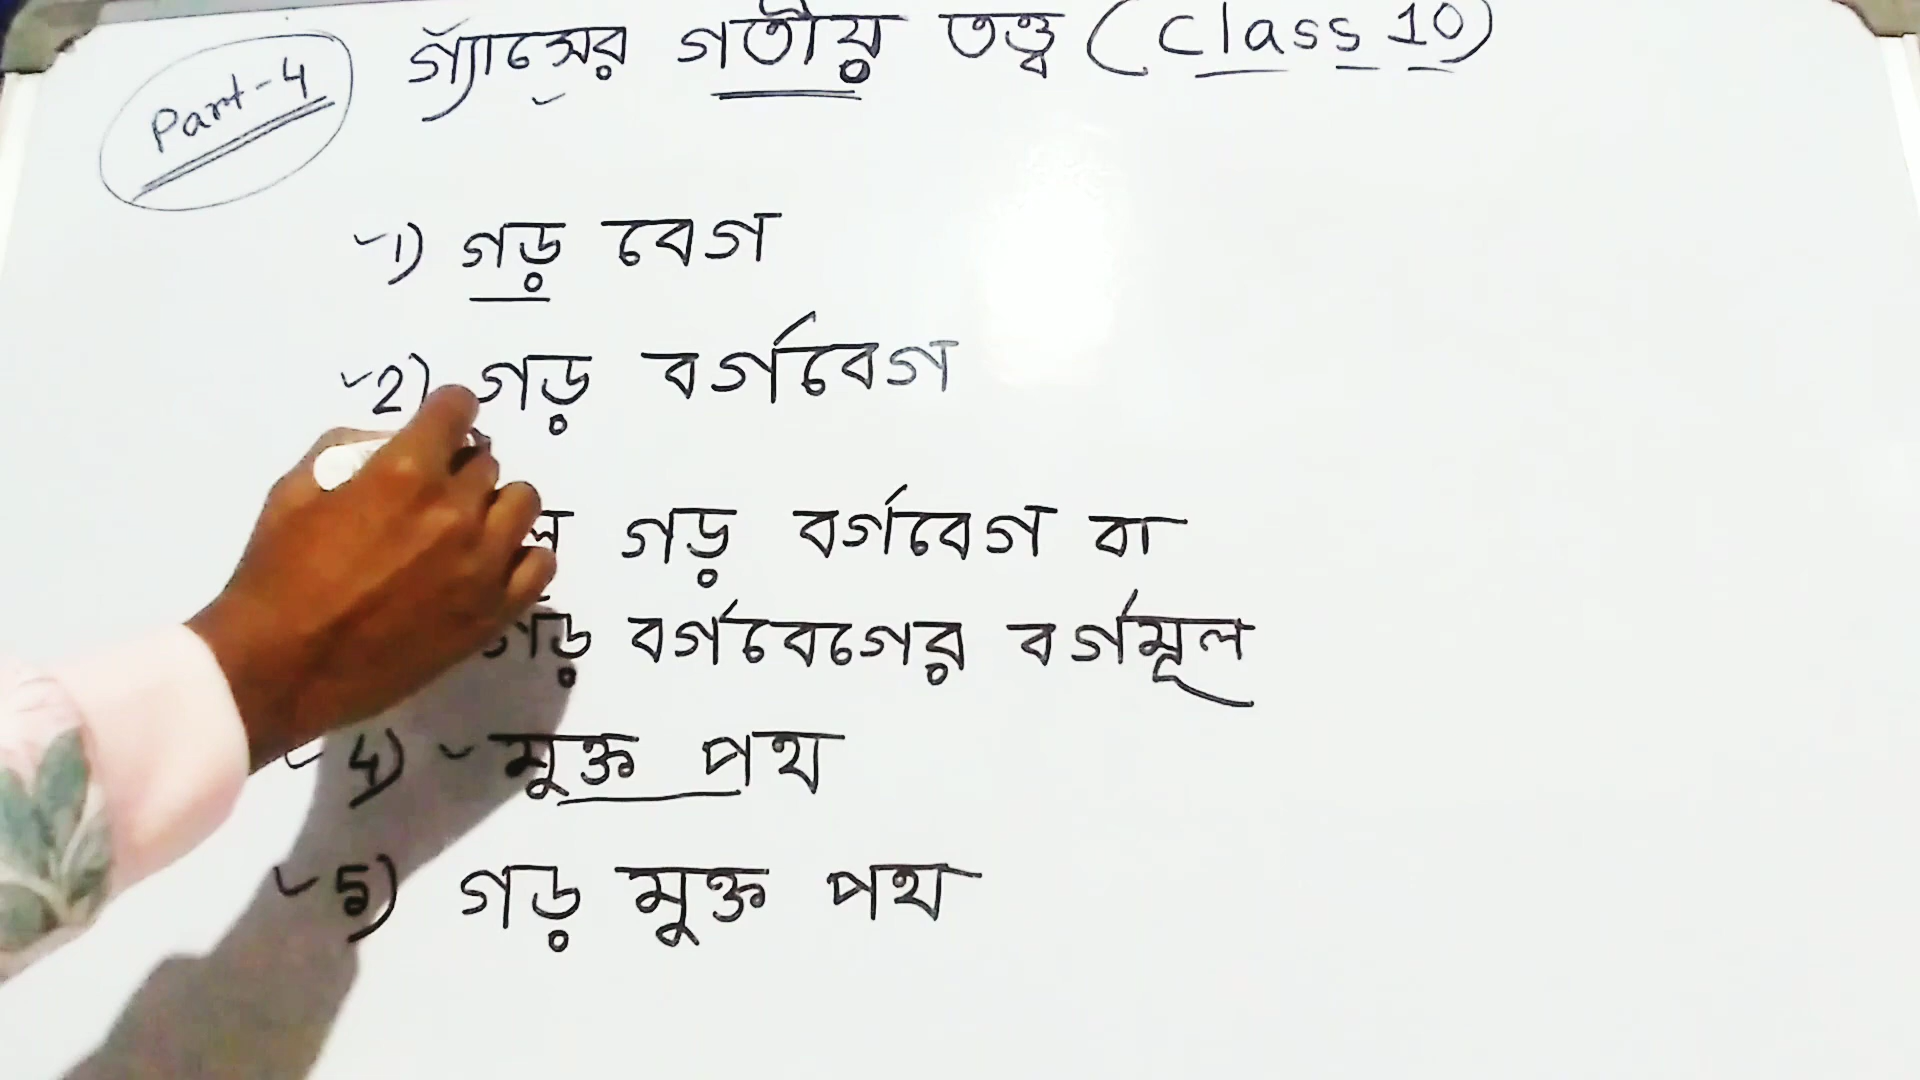 Part-4
গ্যাসের গতীয় তত্ত্ব (Class 10)
1) গড় বেগ
2) গড় বর্গবেগ
গড় বর্গবেগ বা
গড় বর্গবেগের বর্গমূল
4) মুক্ত পথ
5) গড় মুক্ত পথ